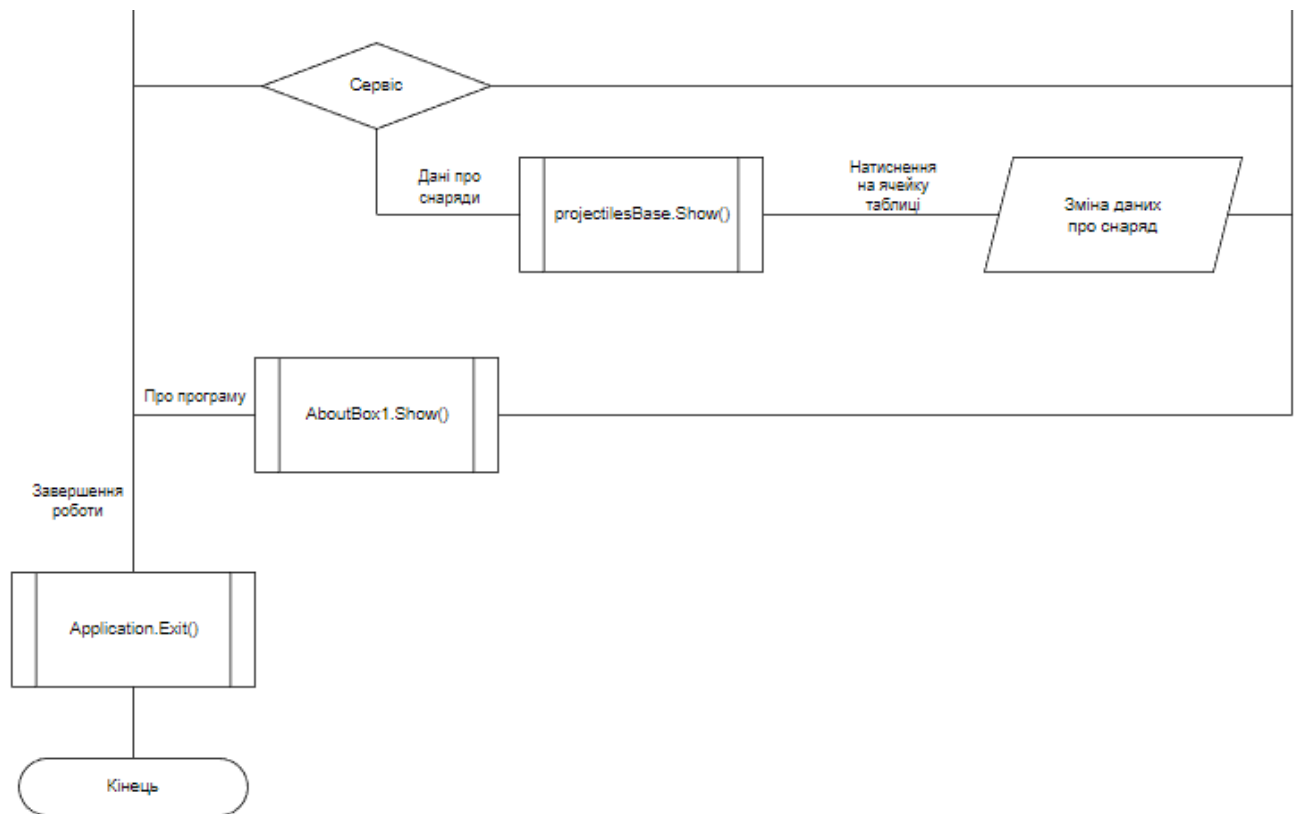 Сервіс
Дані про
снаряди
projectilesBase.Show()
Натиснення
на ячейку
таблиці
Зміна даних
про снаряд
Про програму
AboutBox1.Show()
Завершення
роботи
Application.Exit()
Кінець